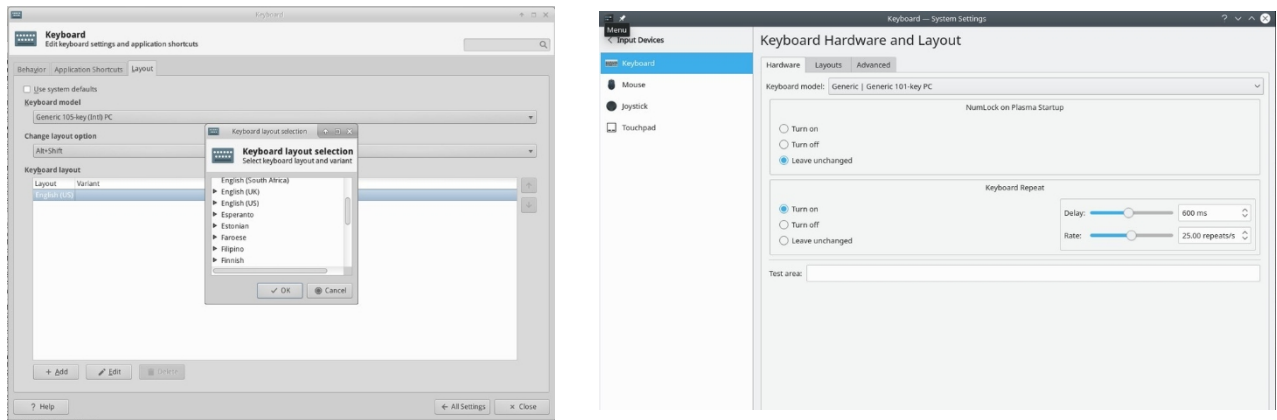 Keyboard
Keyboard
Edit keyboard settings and application shortcuts
Behavior Application Shortcuts Layout
Use system defaults
Keyboard model
Generic 105-key (Intl) PC
Change layout option
Alt+Shift
Keyboard layout
Layout Variant
English (US)
+ Add Edit Delete
? Help All Settings Close
Keyboard layout selection
Keyboard layout selection
Select keyboard layout and variant
English (South Africa)
English (UK)
English (US)
Esperanto
Estonian
Faroese
Filipino
Finnish
OK Cancel
Keyboard — System Settings
Menu
< Input Devices
Keyboard
Mouse
Joystick
Touchpad
Keyboard Hardware and Layout
Hardware Layouts Advanced
Keyboard model: Generic | Generic 101-key PC
NumLock on Plasma Startup
Turn on
Turn off
Leave unchanged
Keyboard Repeat
Turn on
Turn off
Leave unchanged
Delay: 600 ms
Rate: 25.00 repeats/s
Test area: